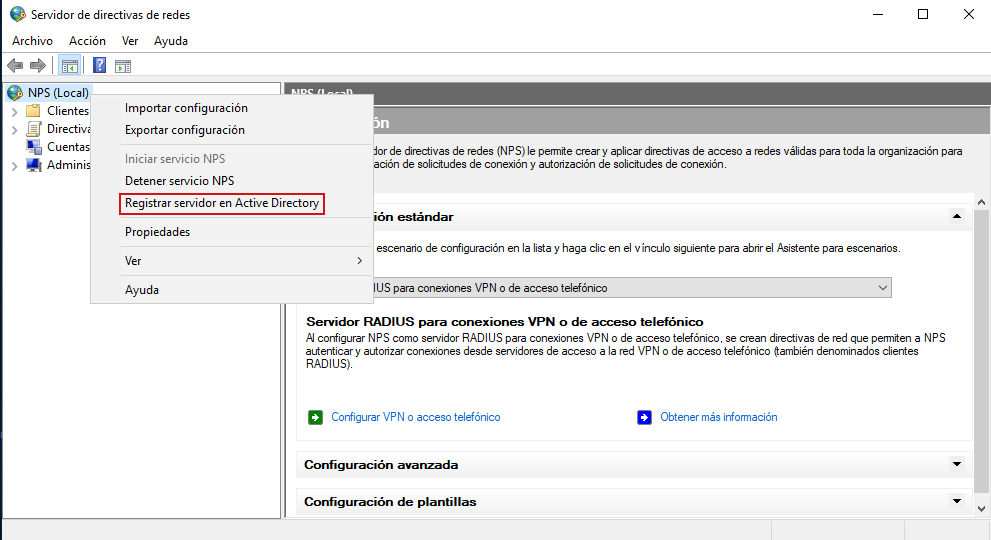 Servidor de directivas de redes
Archivo Acción Ver Ayuda
NPS (Local)
Clientes
Directiva
Cuentas
Adminis
Importar configuración
Exportar configuración
Iniciar servicio NPS
Detener servicio NPS
Registrar servidor en Active Directory
Propiedades
Ver
Ayuda
NPS (Local)
ión
dor de directivas de redes (NPS) le permite crear y aplicar directivas de acceso a redes válidas para toda la organización para
ación de solicitudes de conexión y autorización de solicitudes de conexión.
ión estándar
escenario de configuración en la lista y haga clic en el vínculo siguiente para abrir el Asistente para escenarios.
IUS para conexiones VPN o de acceso telefónico
Servidor RADIUS para conexiones VPN o de acceso telefónico
Al configurar NPS como servidor RADIUS para conexiones VPN o de acceso telefónico, se crean directivas de red que permiten a NPS
autenticar y autorizar conexiones desde servidores de acceso a la red VPN o de acceso telefónico (también denominados clientes
RADIUS).
Configurar VPN o acceso telefónico
Obtener más información
Configuración avanzada
Configuración de plantillas